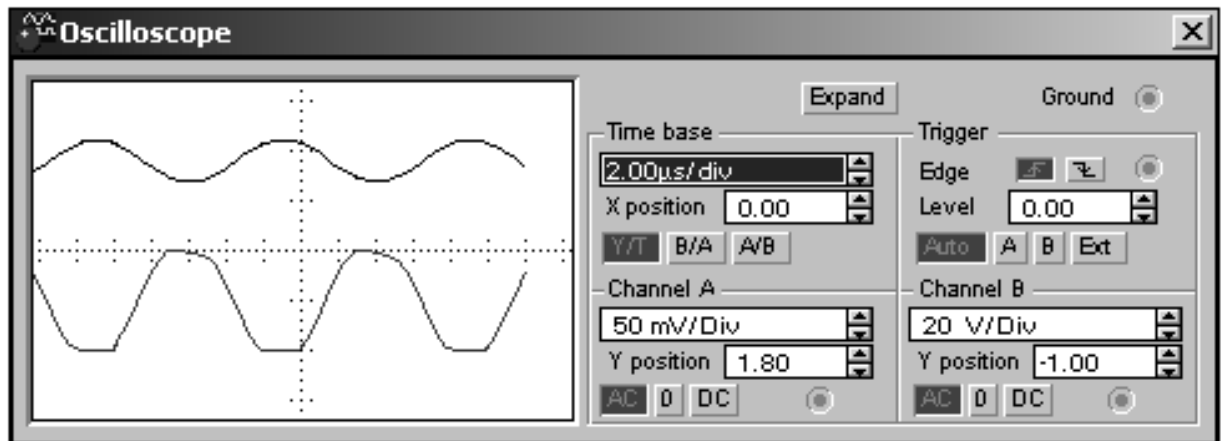 Oscilloscope
Expand
Ground
Time base
2.00µs/div
X position 0.00
Y/T B/A A/B
Trigger
Edge
Level 0.00
Auto A B Ext
Channel A
50 mV/Div
Y position 1.80
AC 0 DC
Channel B
20 V/Div
Y position -1.00
AC 0 DC